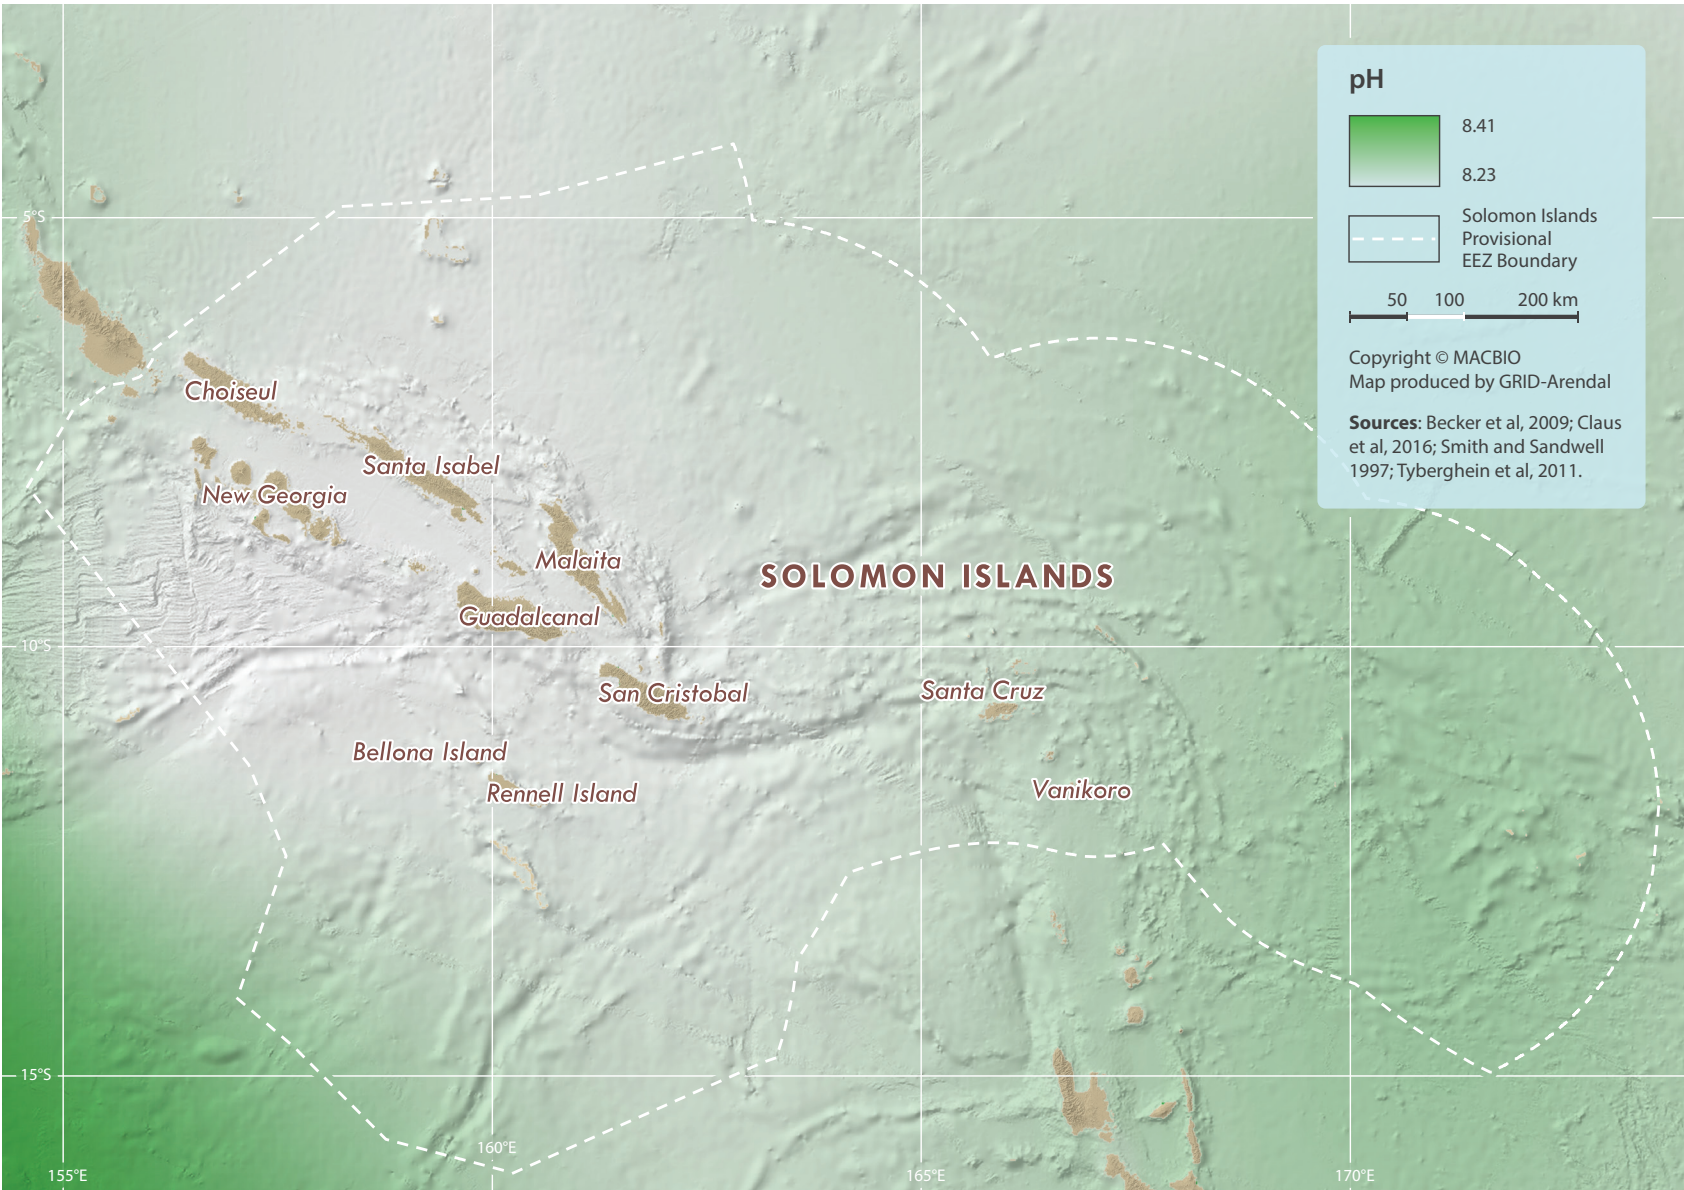 pH
8.41
8.23
Solomon Islands
Provisional
EEZ Boundary
50 100 200 km
Copyright © MACBIO
Map produced by GRID-Arendal
Sources: Becker et al, 2009; Claus
et al, 2016; Smith and Sandwell
1997; Tyberghein et al, 2011.
5°S
Choiseul
Santa Isabel
New Georgia
Malaita
SOLOMON ISLANDS
Guadalcanal
10°S
San Cristobal
Santa Cruz
Bellona Island
Rennell Island
Vanikoro
15°S
160°E
155°E
165°E
170°E